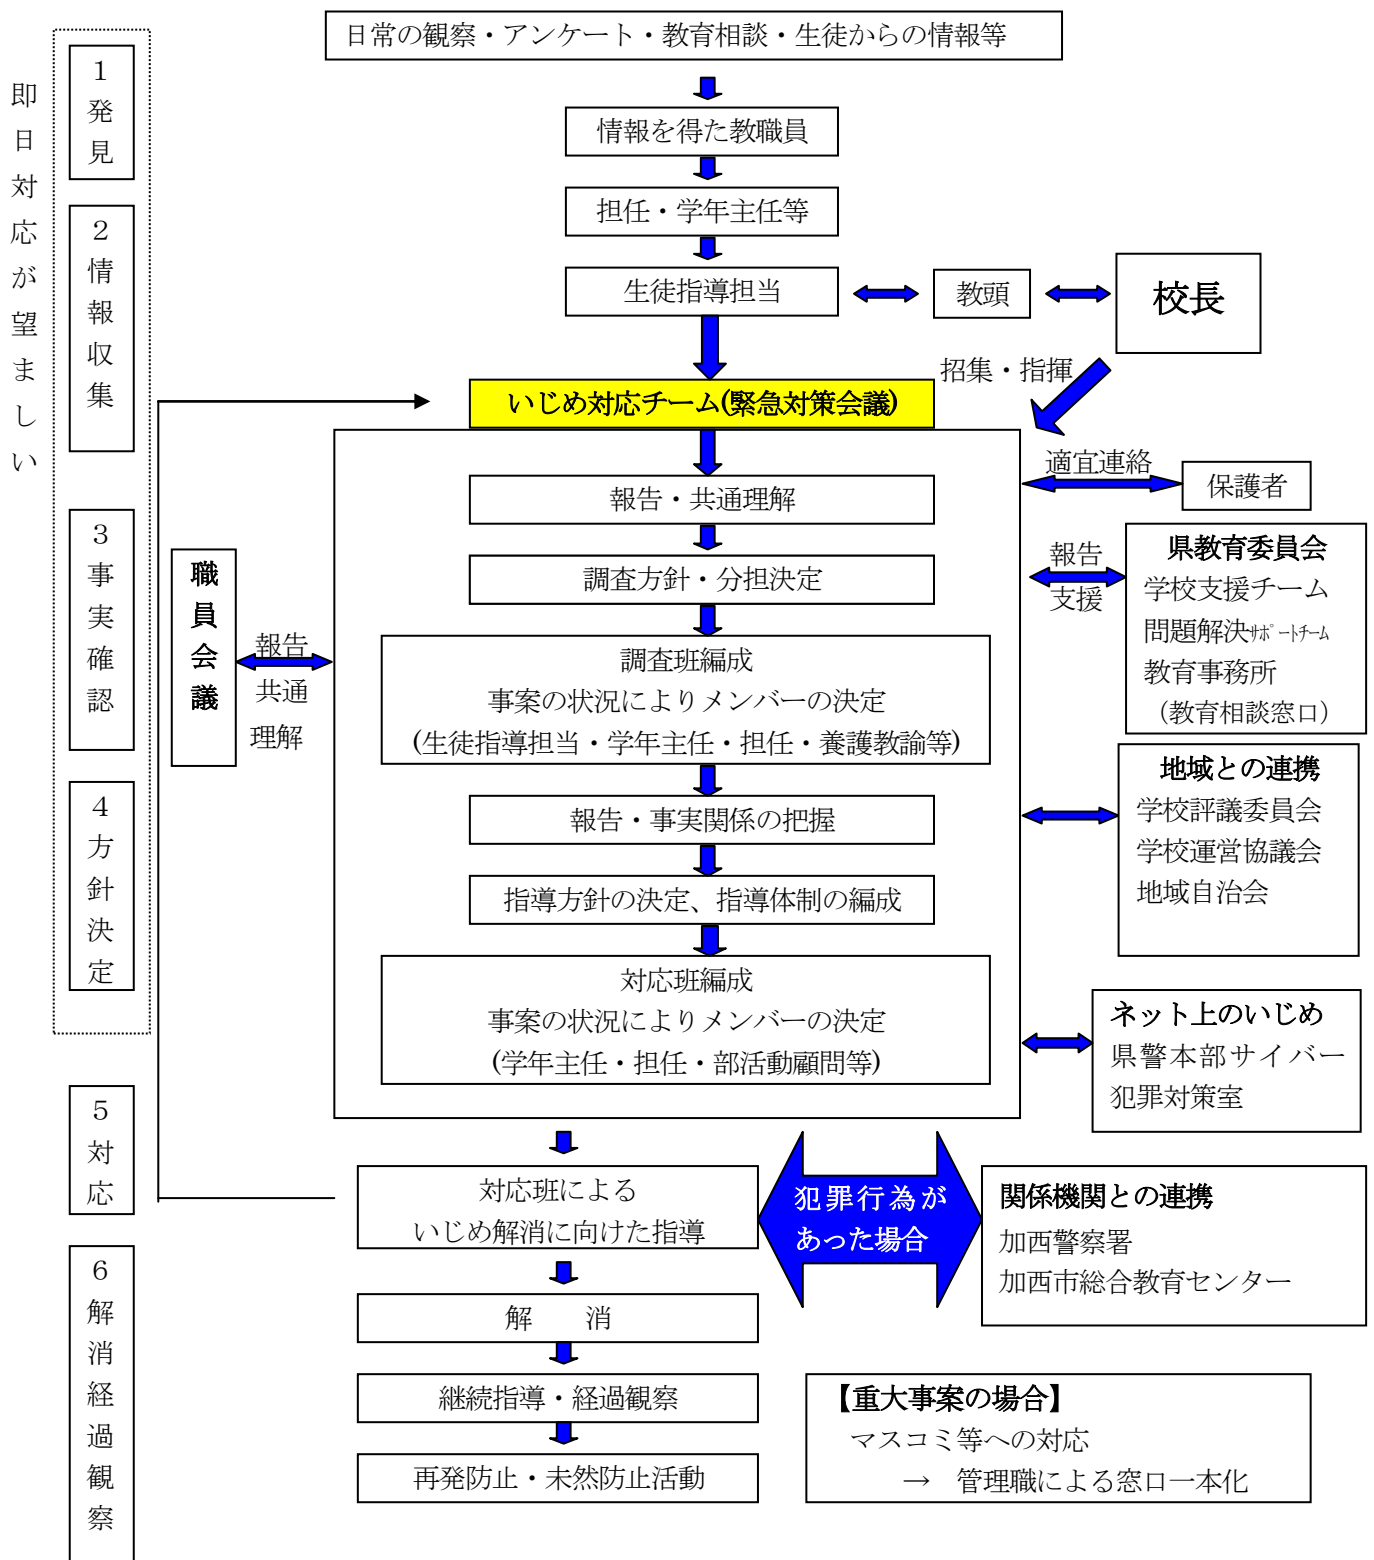 日常の観察・アンケート・教育相談・生徒からの情報等
即日対応が望ましい
1発見
2情報収集
3事実確認
4方針決定
5対応
6解消経過観察
情報を得た教職員
担任・学年主任等
生徒指導担当
教頭
校長
招集・指揮
いじめ対応チーム(緊急対策会議)
適宜連絡
保護者
報告・共通理解
調査方針・分担決定
報告
支援
県教育委員会
学校支援チーム
問題解決ｻﾎﾟｰﾄﾁｰﾑ
教育事務所
（教育相談窓口）
職員会議
報告
共通
理解
調査班編成
事案の状況によりメンバーの決定
(生徒指導担当・学年主任・担任・養護教諭等)
報告・事実関係の把握
地域との連携
学校評議委員会
学校運営協議会
地域自治会
指導方針の決定、指導体制の編成
対応班編成
事案の状況によりメンバーの決定
(学年主任・担任・部活動顧問等)
ネット上のいじめ
県警本部サイバー
犯罪対策室
対応班による
いじめ解消に向けた指導
犯罪行為が
あった場合
関係機関との連携
加西警察署
加西市総合教育センター
解　消
継続指導・経過観察
再発防止・未然防止活動
【重大事案の場合】
マスコミ等への対応
→　管理職による窓口一本化